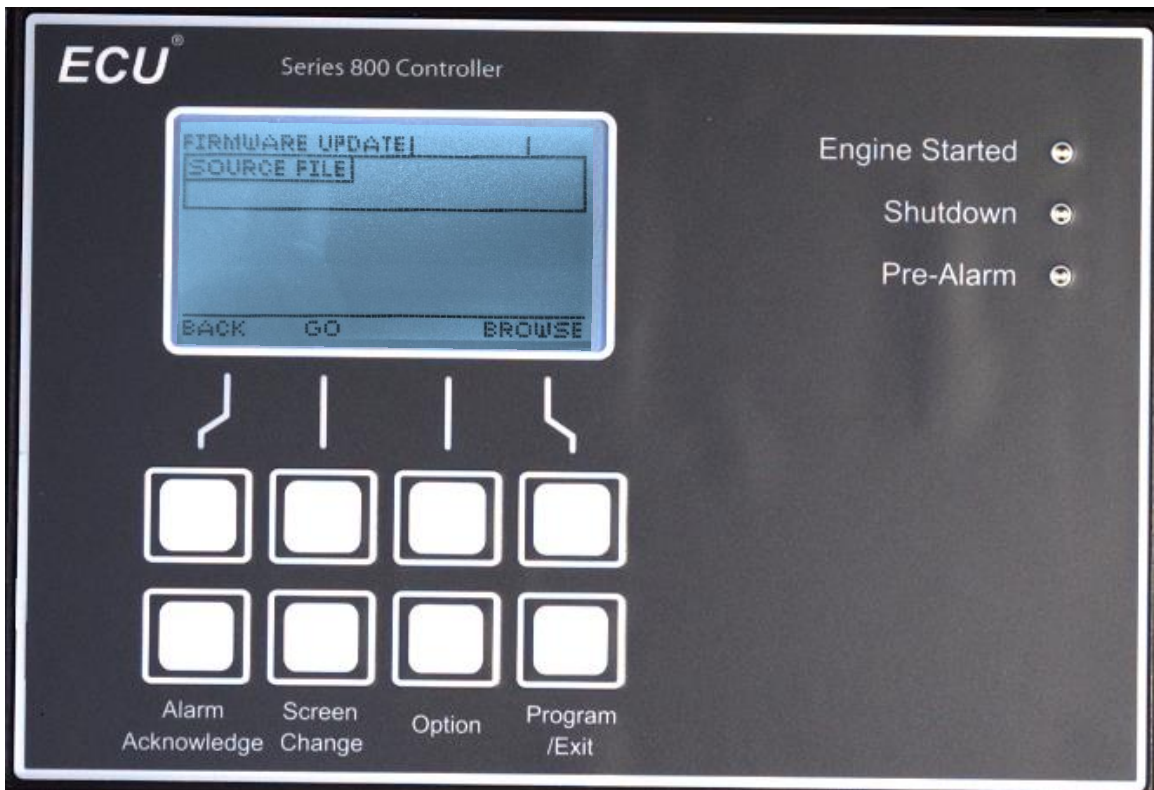 ECU®
Series 800 Controller
FIRMWARE UPDATE
SOURCE FILE
BACK GO BROWSE
Engine Started
Shutdown
Pre-Alarm
Alarm
Acknowledge
Screen
Change
Option
Program
/Exit